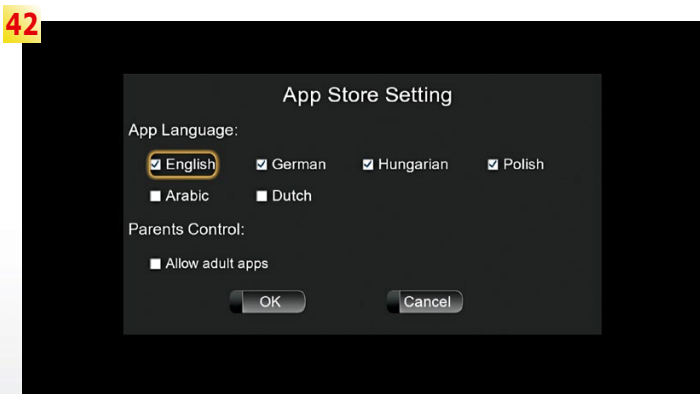 42
App Store Setting
App Language:
English German Hungarian Polish
Arabic Dutch
Parents Control:
Allow adult apps
OK Cancel